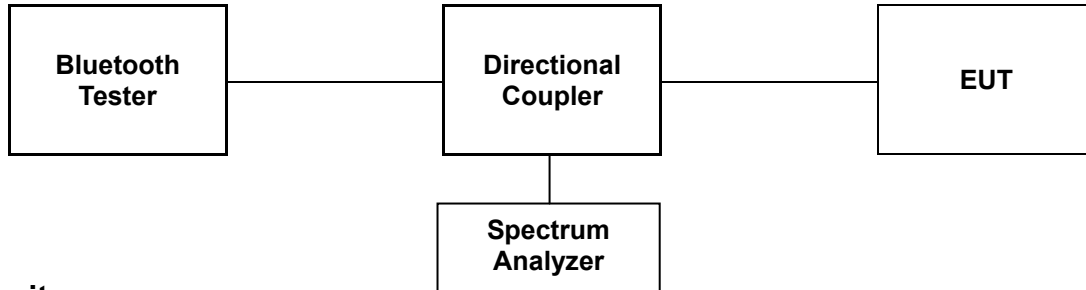 Bluetooth
Tester
Directional
Coupler
EUT
Spectrum
Analyzer